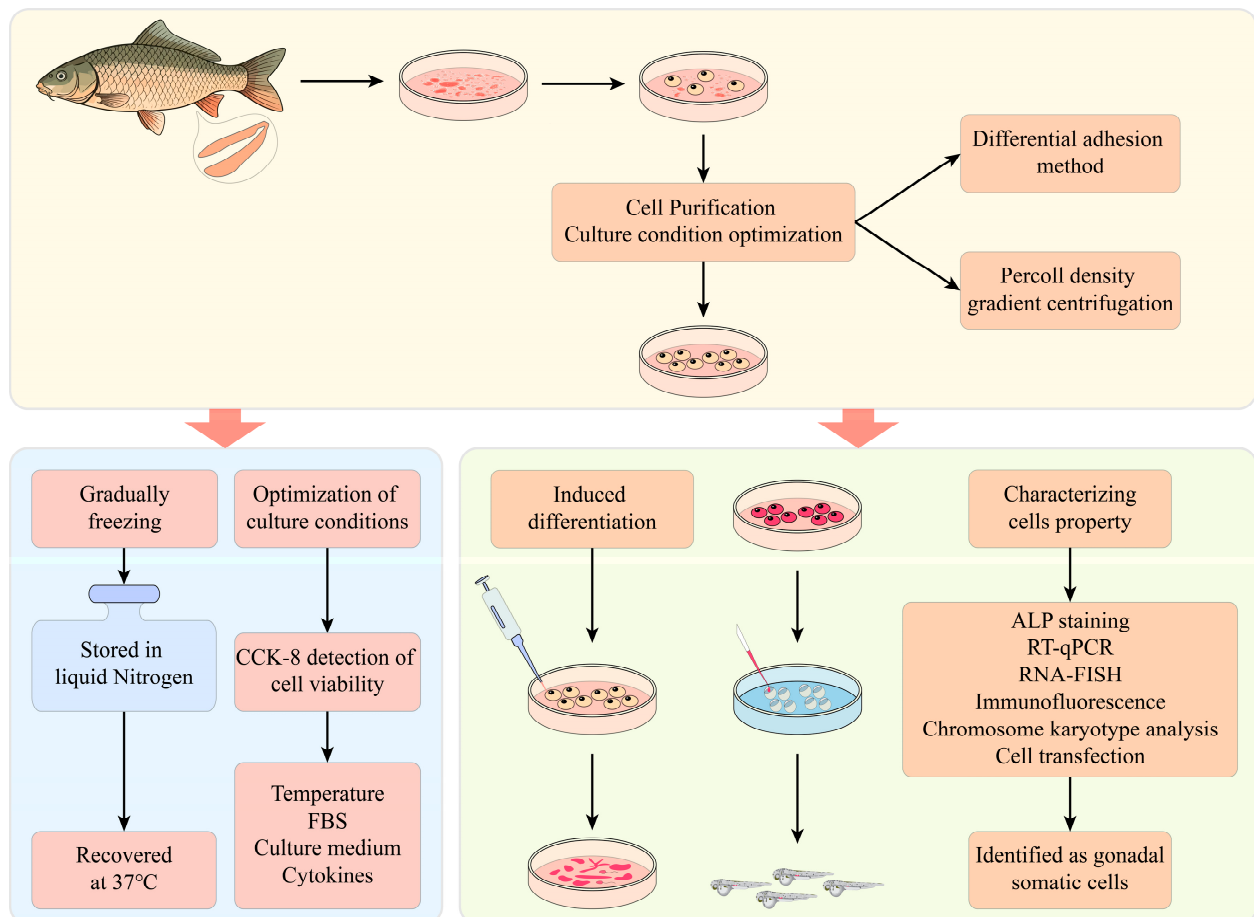 Differential adhesion
method
Cell Purification
Culture condition optimization
Percoll density
gradient centrifugation
Gradually
freezing
Stored in
liquid Nitrogen
Recovered
at 37℃
Optimization of
culture conditions
CCK-8 detection of
cell viability
Temperature
FBS
Culture medium
Cytokines
Induced
differentiation
Characterizing
cells property
ALP staining
RT-qPCR
RNA-FISH
Immunofluorescence
Chromosome karyotype analysis
Cell transfection
Identified as gonadal
somatic cells